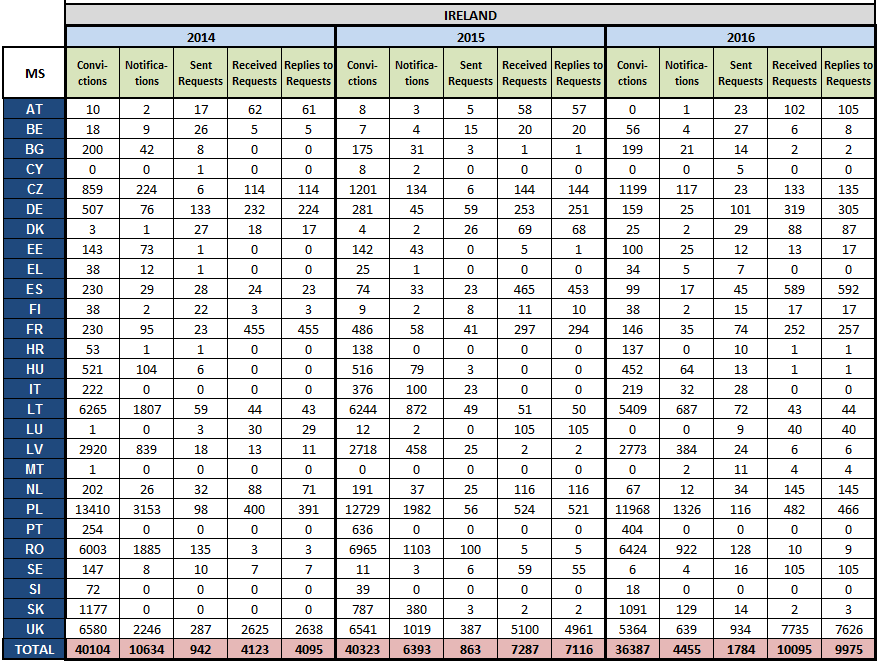 IRELAND
2014 2015 2016
MS Convi- Notifica- Sent Received Replies to Convi- Notifica- Sent Received Replies to Convi- Notifica- Sent Received Replies to
ctions tions Requests Requests Requests ctions tions Requests Requests Requests ctions tions Requests Requests Requests
AT 10 2 17 62 61 8 3 5 58 57 0 1 23 102 105
BE 18 9 26 5 5 7 4 15 20 20 56 4 27 6 8
BG 200 42 8 0 0 175 31 3 1 1 199 21 14 2 2
CY 0 0 1 0 0 8 2 0 0 0 0 0 5 0 0
CZ 859 224 6 114 114 1201 134 6 144 144 1199 117 23 133 135
DE 507 76 133 232 224 281 45 59 253 251 159 25 101 319 305
DK 3 1 27 18 17 4 2 26 69 68 25 2 29 88 87
EE 143 73 1 0 0 142 43 0 5 1 100 25 12 13 17
EL 38 12 1 0 0 25 1 0 0 0 34 5 7 0 0
ES 230 29 28 24 23 74 33 23 465 453 99 17 45 589 592
FI 38 2 22 3 3 9 2 8 11 10 38 2 15 17 17
FR 230 95 23 455 455 486 58 41 297 294 146 35 74 252 257
HR 53 1 1 0 0 138 0 0 0 0 137 0 10 1 1
HU 521 104 6 0 0 516 79 3 0 0 452 64 13 1 1
IT 222 0 0 0 0 376 100 23 0 0 219 32 28 0 0
LT 6265 1807 59 44 43 6244 872 49 51 50 5409 687 72 43 44
LU 1 0 3 30 29 12 2 0 105 105 0 0 9 40 40
LV 2920 839 18 13 11 2718 458 25 2 2 2773 384 24 6 6
MT 1 0 0 0 0 0 0 0 0 0 0 2 11 4 4
NL 202 26 32 88 71 191 37 25 116 116 67 12 34 145 145
PL 13410 3153 98 400 391 12729 1982 56 524 521 11968 1326 116 482 466
PT 254 0 0 0 0 636 0 0 0 0 404 0 0 0 0
RO 6003 1885 135 3 3 6965 1103 100 5 5 6424 922 128 10 9
SE 147 8 10 7 7 11 3 6 59 55 6 4 16 105 105
SI 72 0 0 0 0 39 0 0 0 0 18 0 0 0 0
SK 1177 0 0 0 0 787 380 3 2 2 1091 129 14 2 3
UK 6580 2246 287 2625 2638 6541 1019 387 5100 4961 5364 639 934 7735 7626
TOTAL 40104 10634 942 4123 4095 40323 6393 863 7287 7116 36387 4455 1784 10095 9975